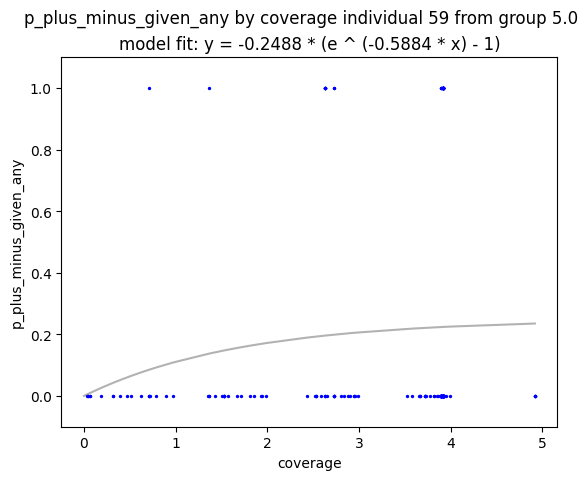 p_plus_minus_given_any by coverage individual 59 from group 5.0
model fit: y = -0.2488 * (e ^ (-0.5884 * x) - 1)
1.0
0.8
0.6
0.4
0.2
0.0
p_plus_minus_given_any
0 1 2 3 4 5
coverage